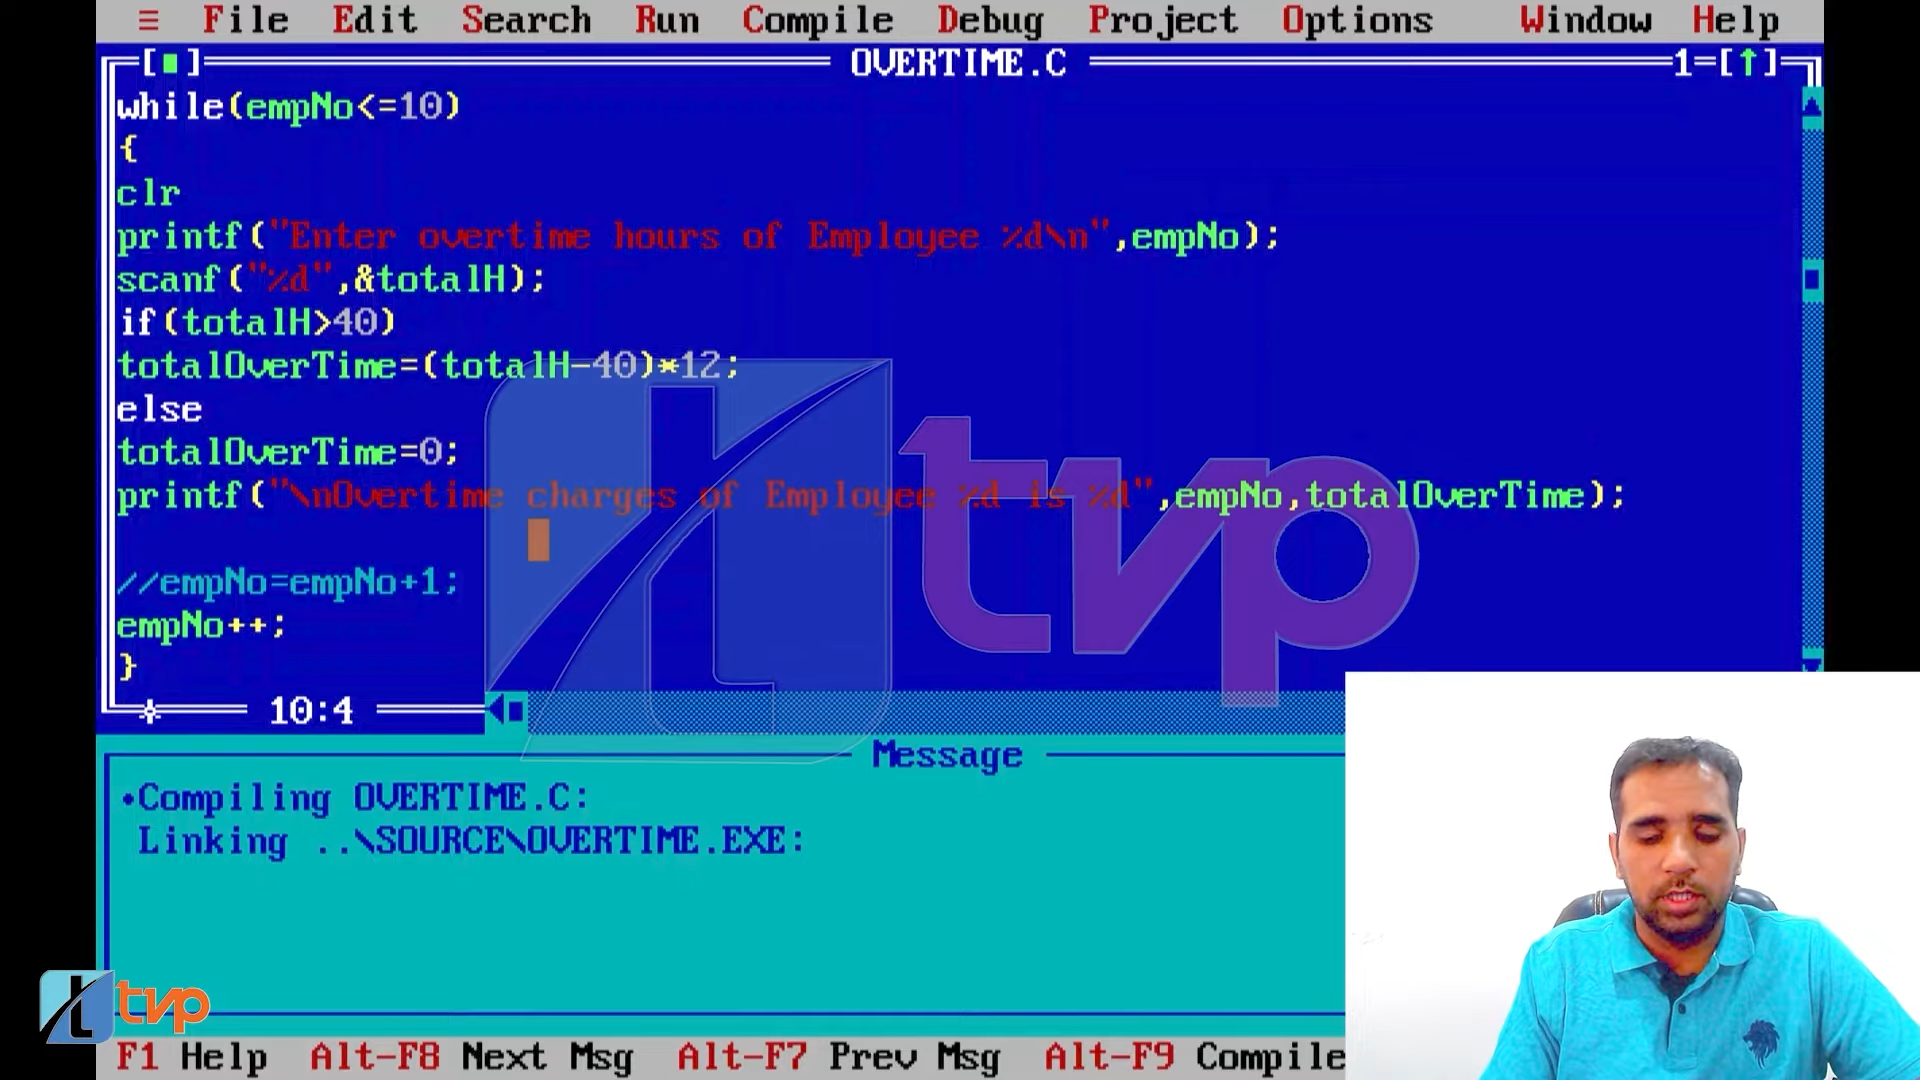 ≡ File Edit Search Run Compile Debug Project Options Window Help
[■] OVERTIME.C 1=[↑]
while(empNo<=10)
{
clr
printf("Enter overtime hours of Employee %d\n",empNo);
scanf("%d",&totalH);
if(totalH>40)
totalOverTime=(totalH-40)*12;
else
totalOverTime=0;
printf("\nOvertime charges of Employee %d is %d",empNo,totalOverTime);
//empNo=empNo+1;
empNo++;
}
10:4
tvp
Message
•Compiling OVERTIME.C:
Linking ..\SOURCE\OVERTIME.EXE:
tvp
F1 Help Alt-F8 Next Msg Alt-F7 Prev Msg Alt-F9 Compile